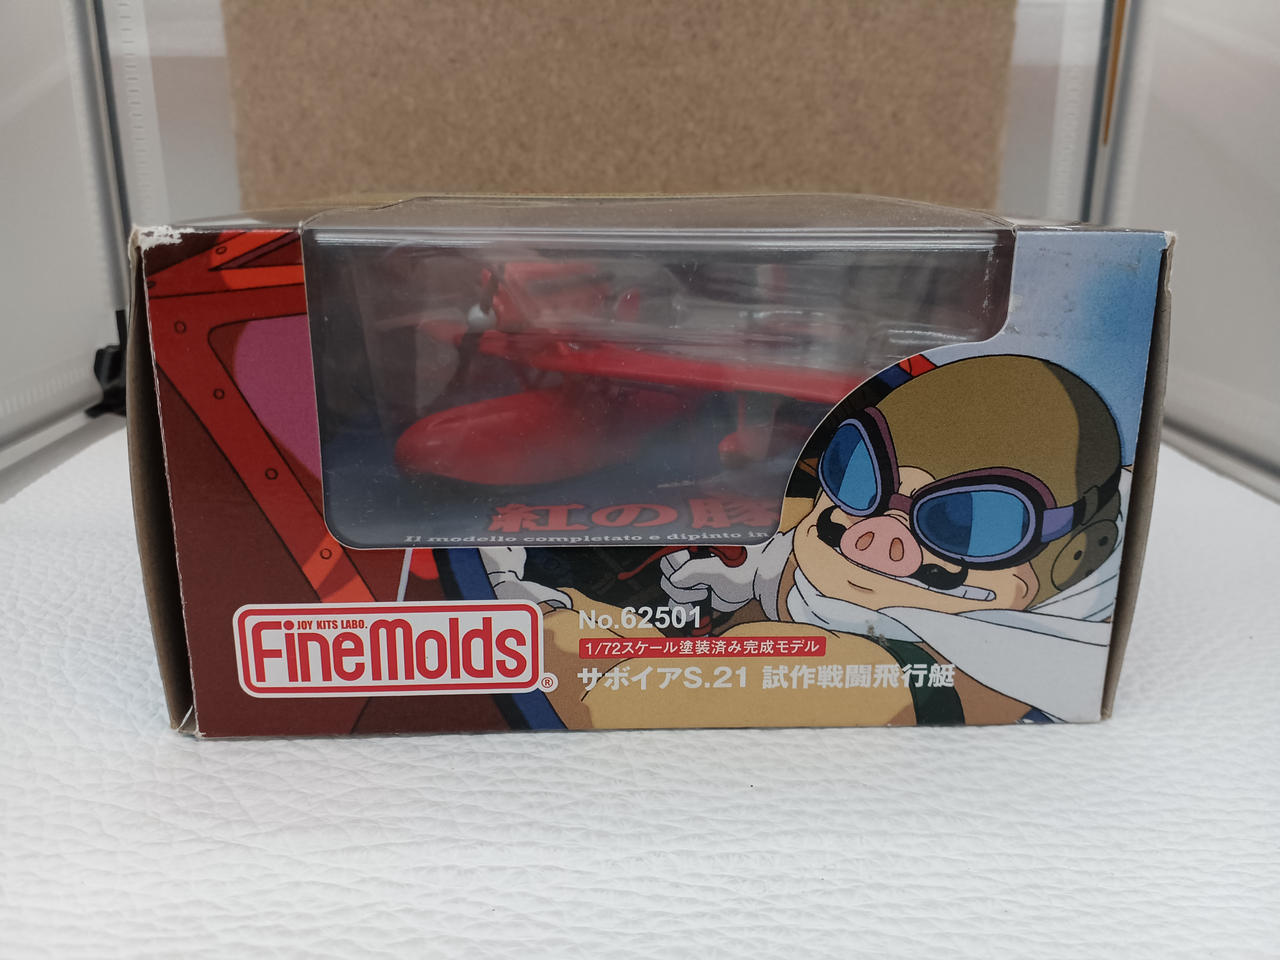 紅の豚
Il modello completato e dipinto in
JOY KITS LABO.
FineMolds
®
No.62501
1/72スケール塗装済み完成モデル
サボイアS.21 試作戦闘飛行艇